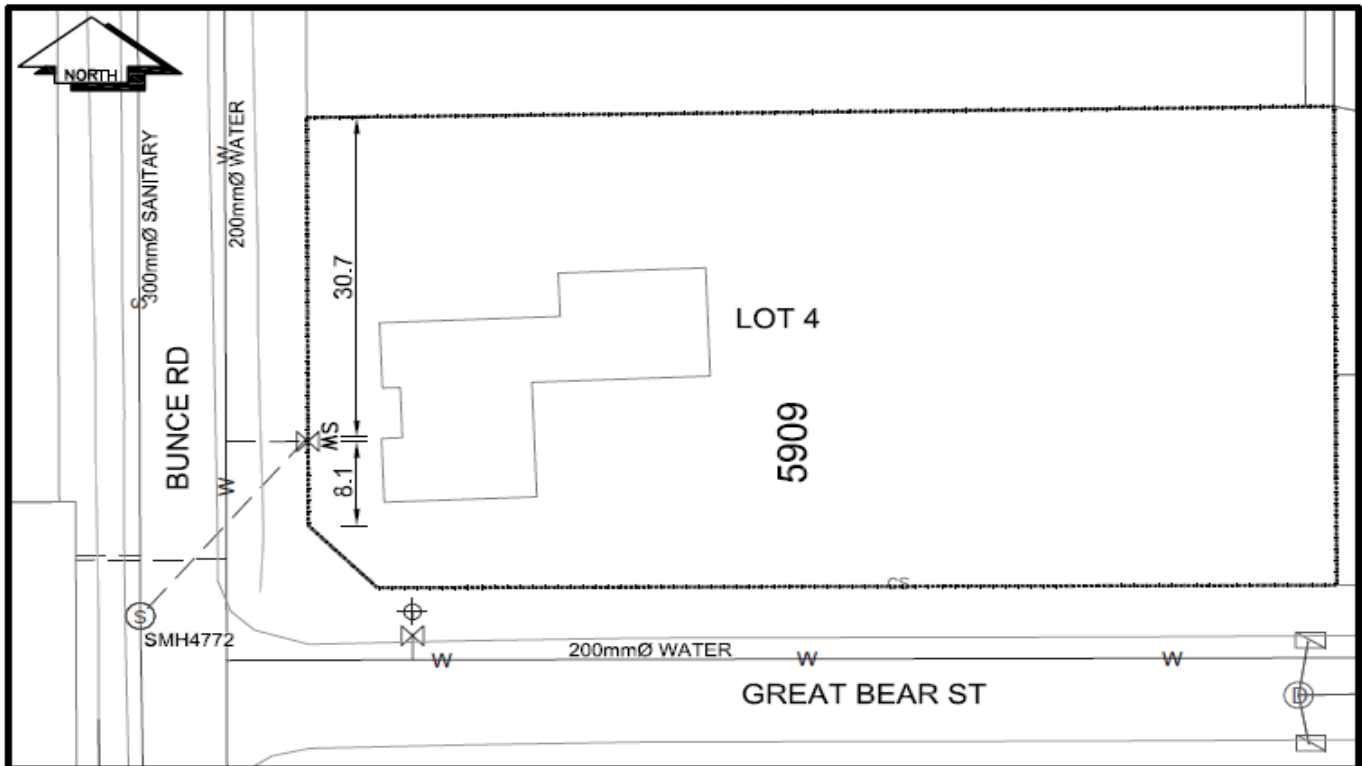 NORTH
300mmØ SANITARY
S
W
200mmØ WATER
30.7
LOT 4
BUNCE RD
WS
8.1
5909
W
CS
S
SMH4772
200mmØ WATER
W
W
W
GREAT BEAR ST
D